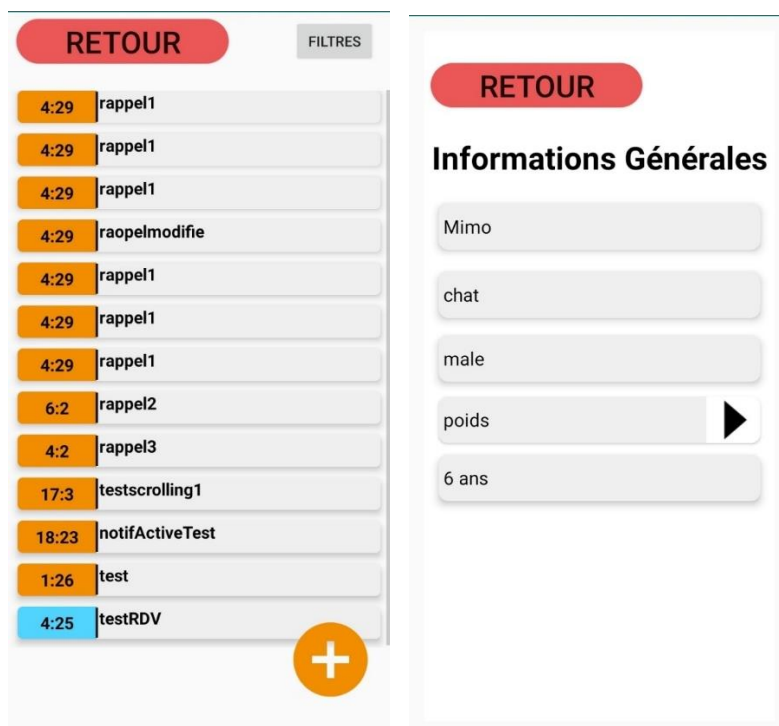 RETOUR
FILTRES
4:29 rappel1
4:29 rappel1
4:29 rappel1
4:29 raopelmodifie
4:29 rappel1
4:29 rappel1
4:29 rappel1
6:2 rappel2
4:2 rappel3
17:3 testscrolling1
18:23 notifActiveTest
1:26 test
4:25 testRDV
RETOUR
Informations Générales
Mimo
chat
male
poids
6 ans